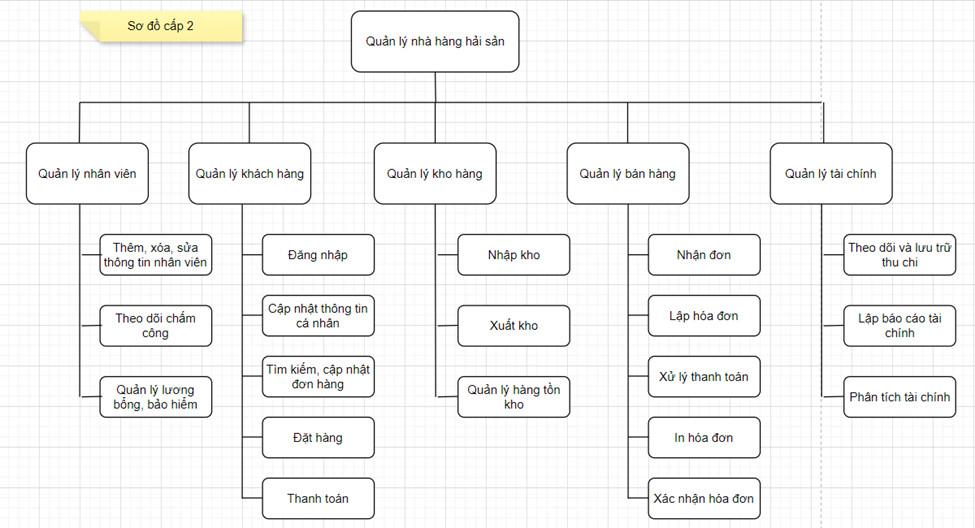 Sơ đồ cấp 2
Quản lý nhà hàng hải sản
Quản lý nhân viên
Quản lý khách hàng
Quản lý kho hàng
Quản lý bán hàng
Quản lý tài chính
Thêm, xóa, sửa
thông tin nhân viên
Theo dõi chấm
công
Quản lý lương
bổng, bảo hiểm
Đăng nhập
Cập nhật thông tin
cá nhân
Tìm kiếm, cập nhật
đơn hàng
Đặt hàng
Thanh toán
Nhập kho
Xuất kho
Quản lý hàng tồn
kho
Nhận đơn
Lập hóa đơn
Xử lý thanh toán
In hóa đơn
Xác nhận hóa đơn
Theo dõi và lưu trữ
thu chi
Lập báo cáo tài
chính
Phân tích tài chính